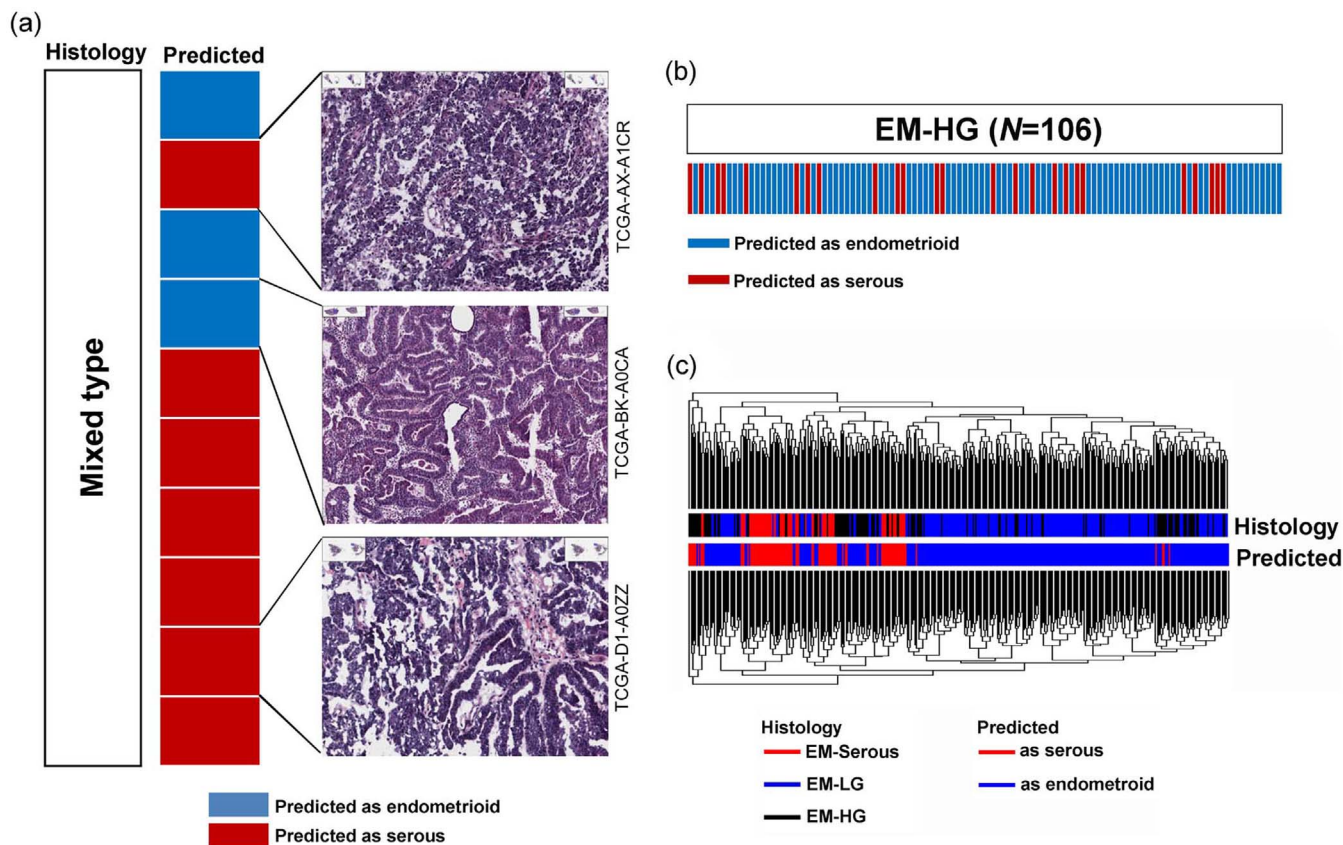 (a)
Histology
Predicted
Mixed type
TCGA-AX-A1CR
TCGA-BK-A0CA
TCGA-D1-A0ZZ
Predicted as endometrioid
Predicted as serous
(b)
EM-HG (N=106)
Predicted as endometrioid
Predicted as serous
(c)
Histology
Predicted
Histology
EM-Serous
EM-LG
EM-HG
Predicted
as serous
as endometroid